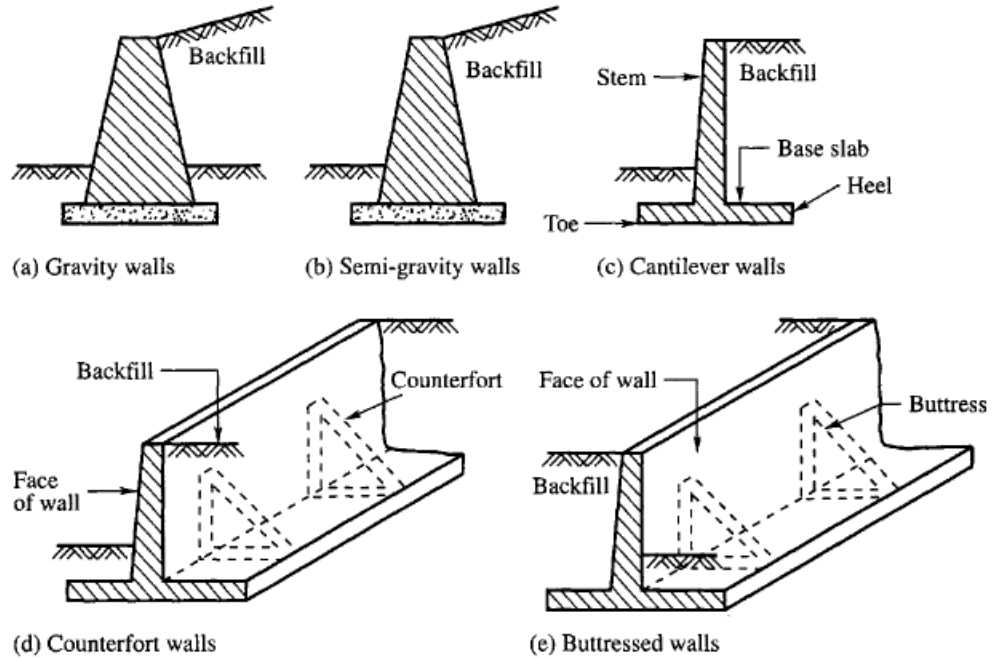 Backfill
Backfill
Stem
Backfill
Base slab
Heel
Toe
(a) Gravity walls
(b) Semi-gravity walls
(c) Cantilever walls
Backfill
Counterfort
Face
of wall
Face of wall
Buttress
Backfill
(d) Counterfort walls
(e) Buttressed walls